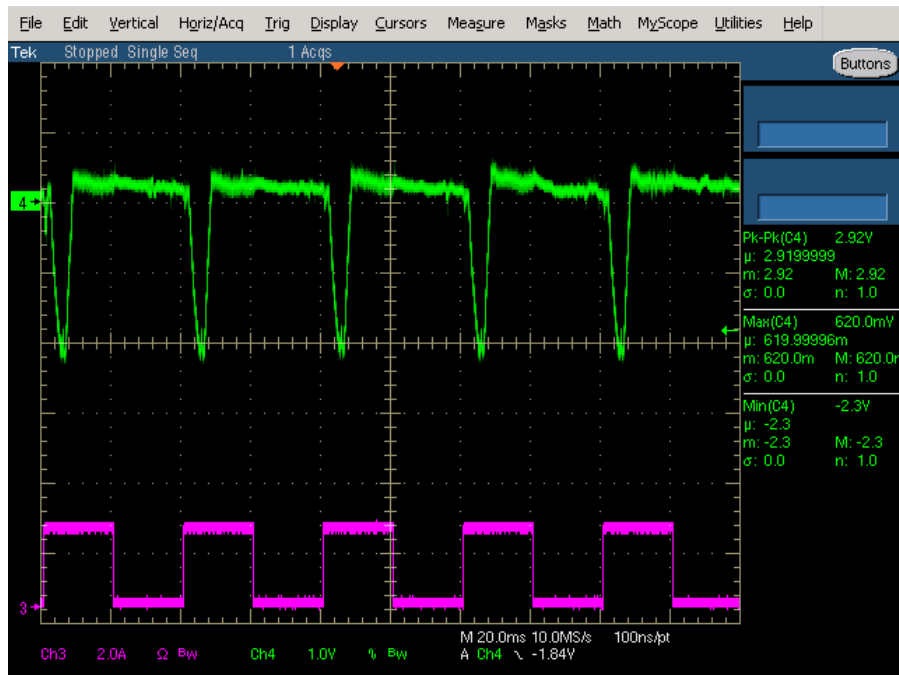 File Edit Vertical Horiz/Acq Trig Display Cursors Measure Masks Math MyScope Utilities Help
Tek Stopped Single Seq 1 Acqs
Buttons
4
Pk-Pk(C4) 2.92V
µ: 2.9199999
m: 2.92 M: 2.92
σ: 0.0 n: 1.0
Max(C4) 620.0mV
µ: 619.99996m
m: 620.0m M: 620.0m
σ: 0.0 n: 1.0
Min(C4) -2.3V
µ: -2.3
m: -2.3 M: -2.3
σ: 0.0 n: 1.0
3
M 20.0ms 10.0MS/s 100ns/pt
Ch3 2.0A Ω Bw Ch4 1.0V ∿ Bw A Ch4 \ -1.84V